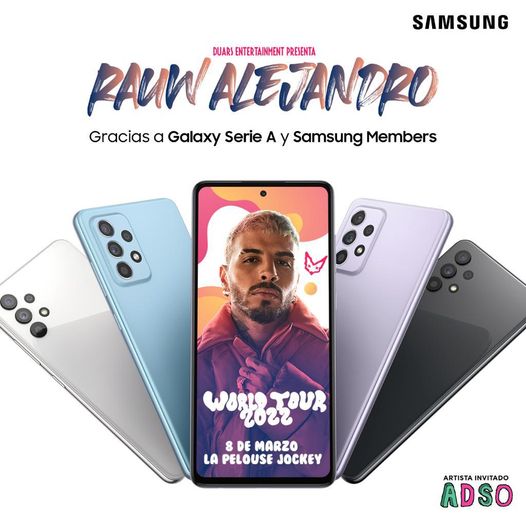 SAMSUNG
DUARS ENTERTAINMENT PRESENTA
RAUW ALEJANDRO
Gracias a Galaxy Serie A y Samsung Members
WORLD TOUR
2022
8 DE MARZO
LA PELOUSE JOCKEY
ARTISTA INVITADO
ADSO